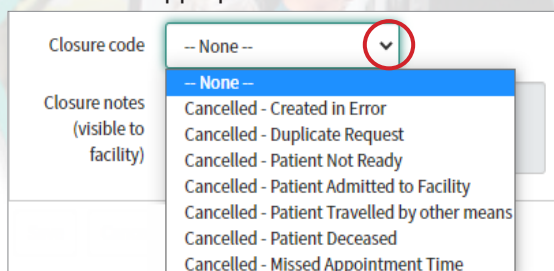 Closure code
-- None --
-- None --
Closure notes
(visible to
facility)
Cancelled - Created in Error
Cancelled - Duplicate Request
Cancelled - Patient Not Ready
Cancelled - Patient Admitted to Facility
Cancelled - Patient Travelled by other means
Cancelled - Patient Deceased
Cancelled - Missed Appointment Time